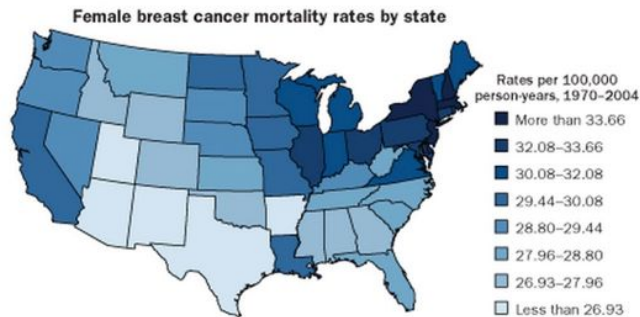 Female breast cancer mortality rates by state
Rates per 100,000
person-years, 1970–2004
More than 33.66
32.08–33.66
30.08–32.08
29.44–30.08
28.80–29.44
27.96–28.80
26.93–27.96
Less than 26.93